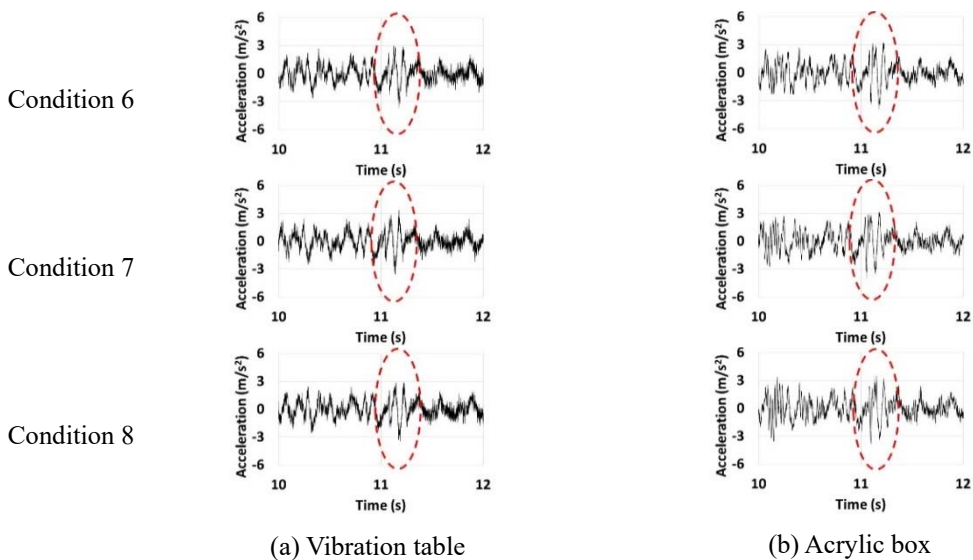 Condition 6
Acceleration (m/s²)
6
3
0
-3
-6
10
11
12
Time (s)
Acceleration (m/s²)
6
3
0
-3
-6
10
11
12
Time (s)
Condition 7
Acceleration (m/s²)
6
3
0
-3
-6
10
11
12
Time (s)
Acceleration (m/s²)
6
3
0
-3
-6
10
11
12
Time (s)
Condition 8
Acceleration (m/s²)
6
3
0
-3
-6
10
11
12
Time (s)
Acceleration (m/s²)
6
3
0
-3
-6
10
11
12
Time (s)
(a) Vibration table
(b) Acrylic box